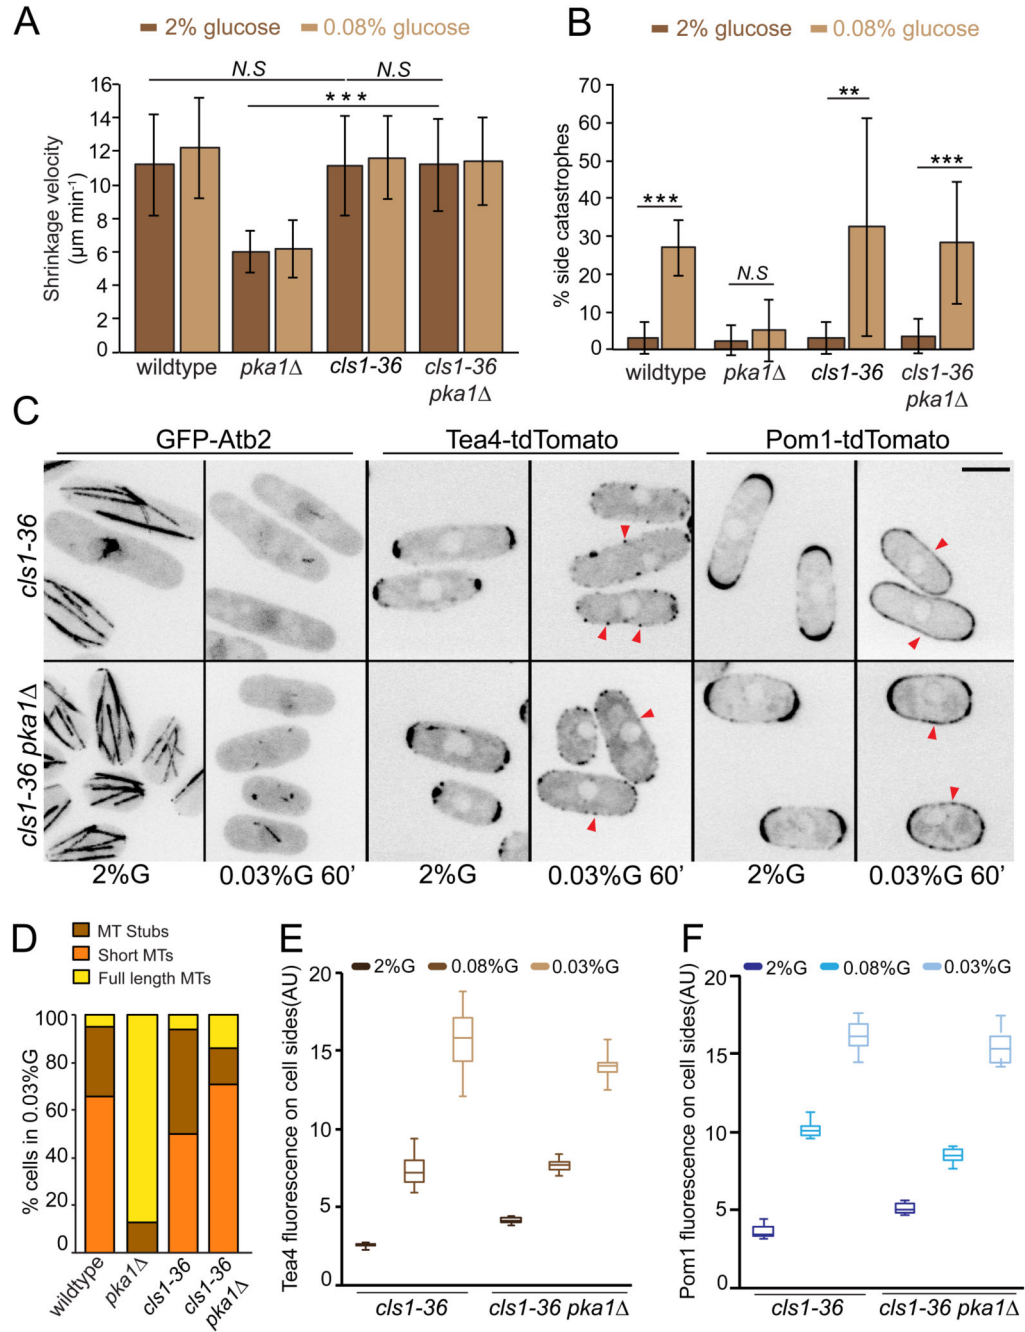 A
2% glucose 0.08% glucose
N.S N.S
***
Shrinkage velocity
(µm min⁻¹)
16
14
12
10
8
6
4
2
0
wildtype pka1Δ cls1-36 cls1-36
pka1Δ
B
2% glucose 0.08% glucose
% side catastrophes
70
60
50
40
30
20
10
0
*** N.S ** ***
wildtype pka1Δ cls1-36 cls1-36
pka1Δ
C
GFP-Atb2 Tea4-tdTomato Pom1-tdTomato
cls1-36
cls1-36 pka1Δ
2%G 0.03%G 60' 2%G 0.03%G 60' 2%G 0.03%G 60'
D
MT Stubs
Short MTs
Full length MTs
% cells in 0.03%G
100
80
60
40
20
0
wildtype pka1Δ cls1-36 cls1-36
pka1Δ
E
2%G 0.08%G 0.03%G
Tea4 fluorescence on cell sides(AU)
20
15
10
5
0
cls1-36 cls1-36 pka1Δ
F
2%G 0.08%G 0.03%G
Pom1 fluorescence on cell sides(AU)
20
15
10
5
0
cls1-36 cls1-36 pka1Δ